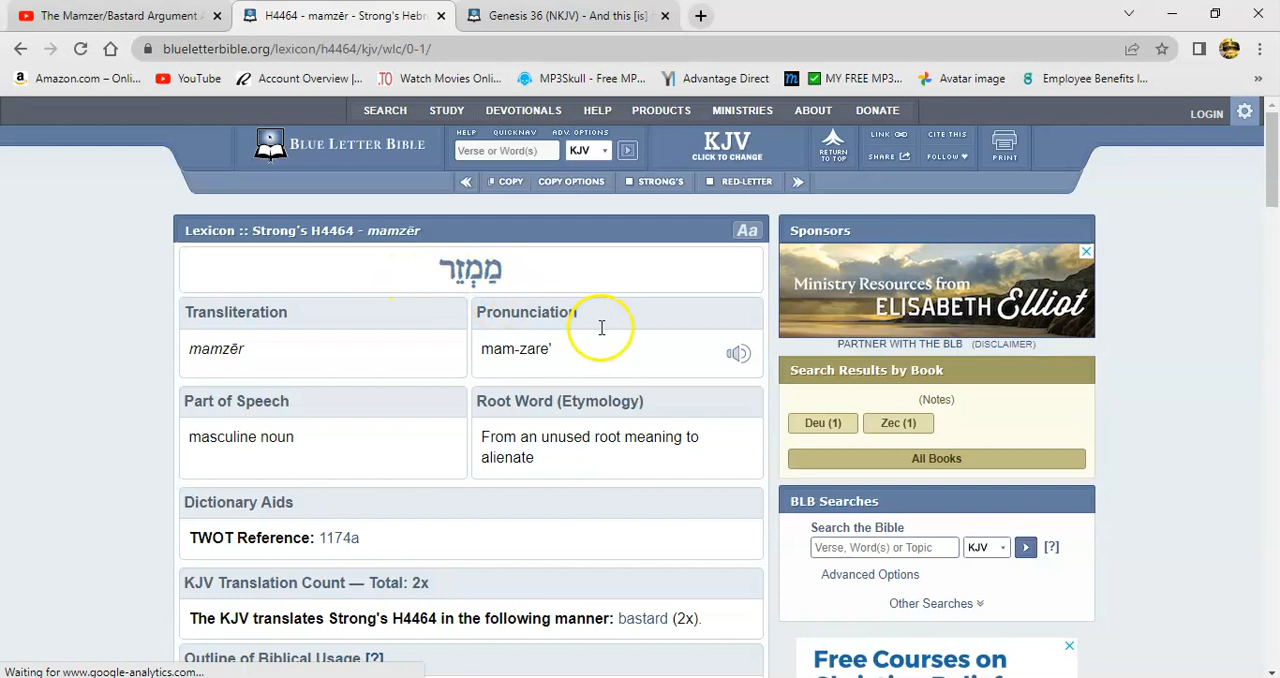 The Mamzer/Bastard Argument
H4464 - mamzēr - Strong's Hebr
Genesis 36 (NKJV) - And this [is]
blueletterbible.org/lexicon/h4464/kjv/wlc/0-1/
Amazon.com – Onli... YouTube Account Overview |... Watch Movies Onli... MP3Skull - Free MP... Advantage Direct MY FREE MP3... Avatar image Employee Benefits I...
SEARCH STUDY DEVOTIONALS HELP PRODUCTS MINISTRIES ABOUT DONATE LOGIN
BLUE LETTER BIBLE
HELP QUICKNAV ADV. OPTIONS
Verse or Word(s) KJV
KJV
CLICK TO CHANGE
RETURN TO TOP
LINK CITE THIS
SHARE FOLLOW
PRINT
COPY COPY OPTIONS STRONG'S RED-LETTER
Lexicon :: Strong's H4464 - mamzēr Aa
מַמְזֵר
Transliteration
mamzēr
Pronunciation
mam-zare'
Part of Speech
masculine noun
Root Word (Etymology)
From an unused root meaning to
alienate
Dictionary Aids
TWOT Reference: 1174a
KJV Translation Count — Total: 2x
The KJV translates Strong's H4464 in the following manner: bastard (2x).
Outline of Biblical Usage [?]
Sponsors
Ministry Resources from
ELISABETH Elliot
PARTNER WITH THE BLB (DISCLAIMER)
Search Results by Book
(Notes)
Deu (1) Zec (1)
All Books
BLB Searches
Search the Bible
Verse, Word(s) or Topic KJV [?]
Advanced Options
Other Searches
Free Courses on
Waiting for www.google-analytics.com...